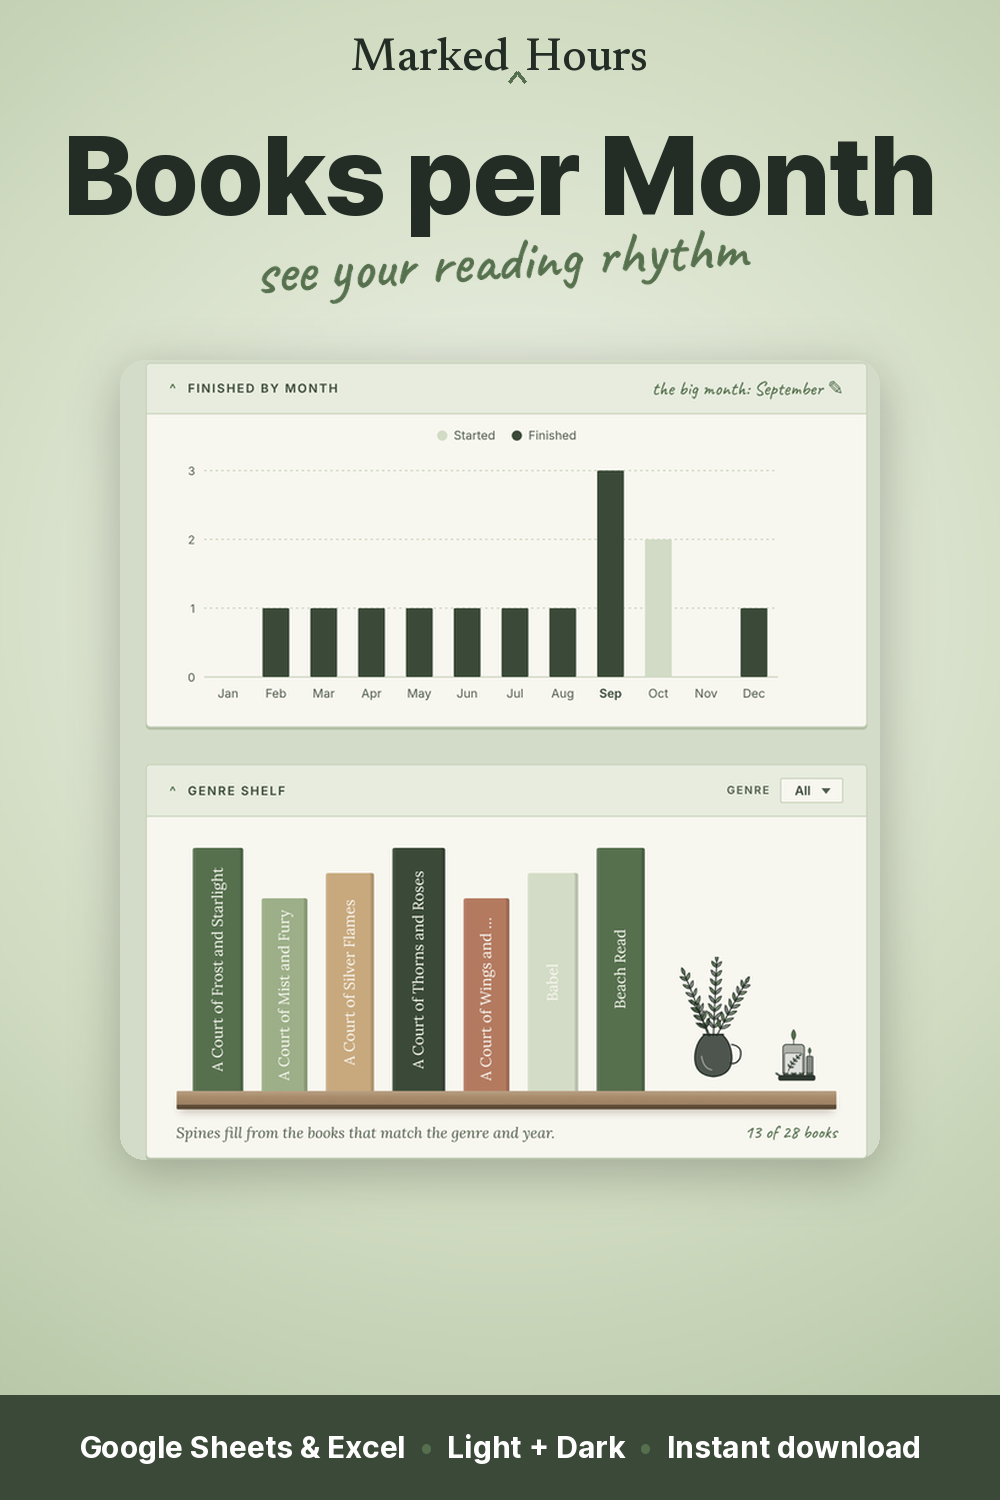 Marked‸Hours
Books per Month
see your reading rhythm
^ FINISHED BY MONTH
the big month: September ✎
Started Finished
3
2
1
0
Jan Feb Mar Apr May Jun Jul Aug Sep Oct Nov Dec
^ GENRE SHELF
GENRE All ▼
A Court of Frost and Starlight
A Court of Mist and Fury
A Court of Silver Flames
A Court of Thorns and Roses
A Court of Wings and ...
Babel
Beach Read
Spines fill from the books that match the genre and year.
13 of 28 books
Google Sheets & Excel • Light + Dark • Instant download